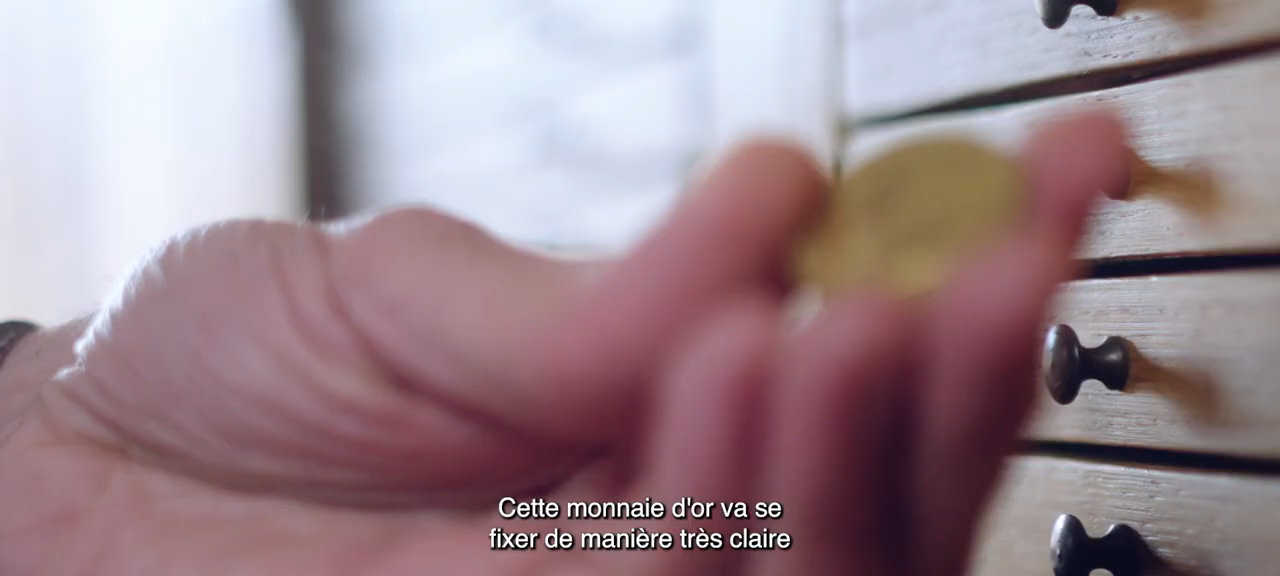 Cette monnaie d'or va se
fixer de manière très claire